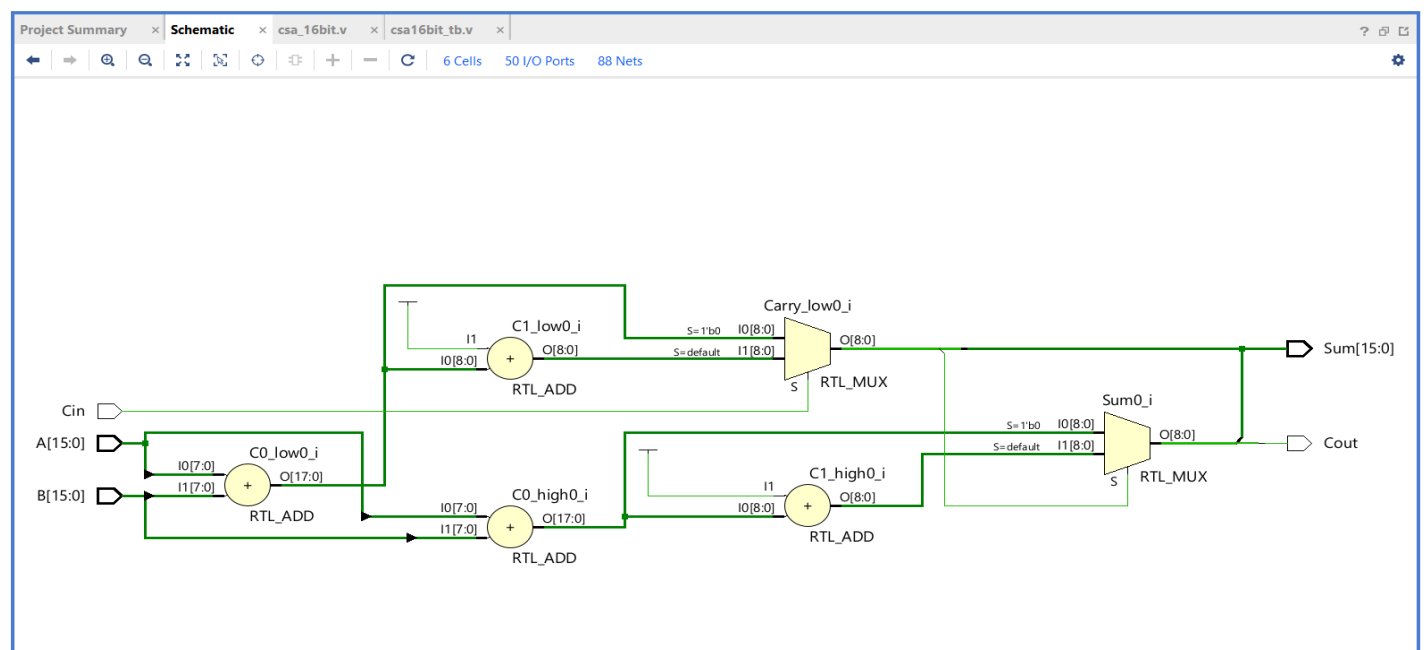 Project Summary × Schematic × csa_16bit.v × csa16bit_tb.v × ?
6 Cells 50 I/O Ports 88 Nets
Carry_low0_i
C1_low0_i
S=1'b0 I0[8:0]
I1
O[8:0]
O[8:0]
S=default I1[8:0]
Sum[15:0]
I0[8:0]
S
RTL_MUX
RTL_ADD
Sum0_i
Cin
S=1'b0 I0[8:0]
O[8:0]
A[15:0]
S=default I1[8:0]
Cout
C0_low0_i
I0[7:0]
C1_high0_i
O[17:0]
S
RTL_MUX
I1[7:0]
I1
B[15:0]
C0_high0_i
O[8:0]
I0[7:0]
I0[8:0]
RTL_ADD
O[17:0]
I1[7:0]
RTL_ADD
RTL_ADD